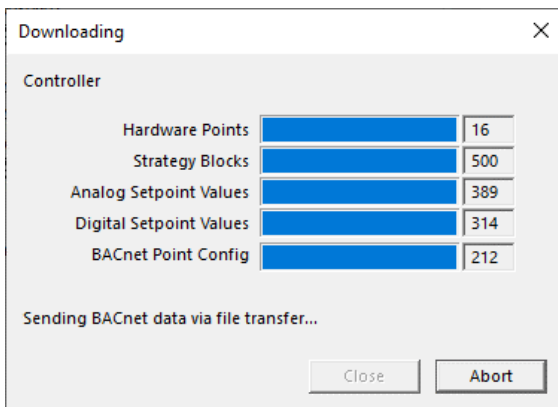 Downloading
Controller
Hardware Points 16
Strategy Blocks 500
Analog Setpoint Values 389
Digital Setpoint Values 314
BACnet Point Config 212
Sending BACnet data via file transfer...
Close Abort